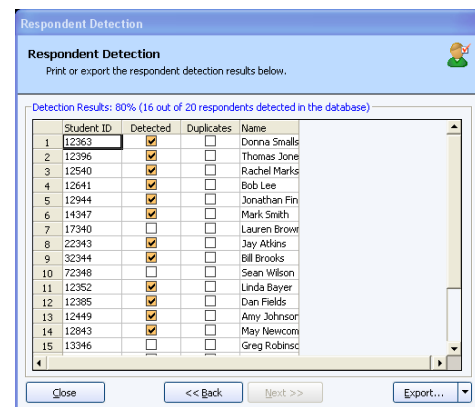 Respondent Detection
Respondent Detection
Print or export the respondent detection results below.
Detection Results: 80% (16 out of 20 respondents detected in the database)
Student ID Detected Duplicates Name
1 12363 Donna Smalls
2 12396 Thomas Jone
3 12540 Rachel Marks
4 12641 Bob Lee
5 12944 Jonathan Fin
6 14347 Mark Smith
7 17340 Lauren Brown
8 22343 Jay Atkins
9 32344 Bill Brooks
10 72348 Sean Wilson
11 12352 Linda Bayer
12 12385 Dan Fields
13 12449 Amy Johnson
14 12843 May Newcom
15 13346 Greg Robinso
Close << Back Next >> Export...